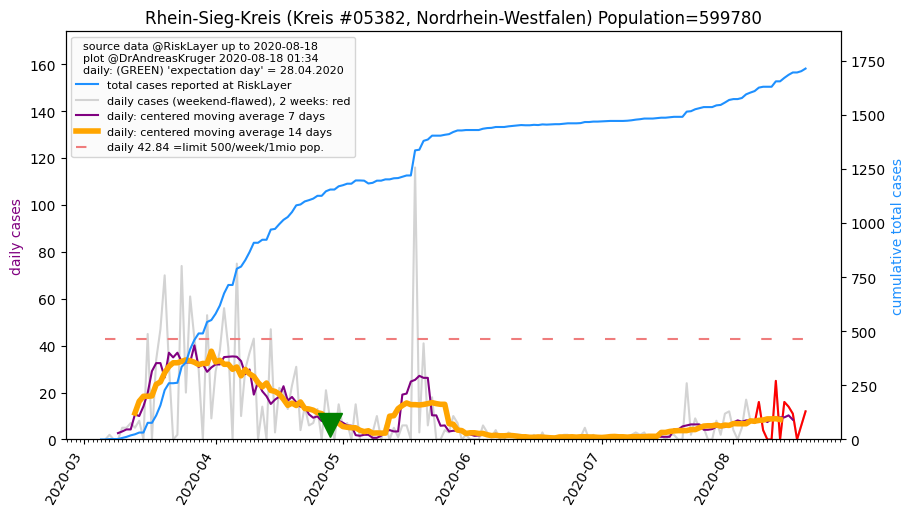 Rhein-Sieg-Kreis (Kreis #05382, Nordrhein-Westfalen) Population=599780
source data @RiskLayer up to 2020-08-18
plot @DrAndreasKruger 2020-08-18 01:34
daily: (GREEN) 'expectation day' = 28.04.2020
total cases reported at RiskLayer
daily cases (weekend-flawed), 2 weeks: red
daily: centered moving average 7 days
daily: centered moving average 14 days
daily 42.84 =limit 500/week/1mio pop.
daily cases
160
140
120
100
80
60
40
20
0
1750
1500
1250
1000
750
500
250
0
cumulative total cases
2020-03
2020-04
2020-05
2020-06
2020-07
2020-08